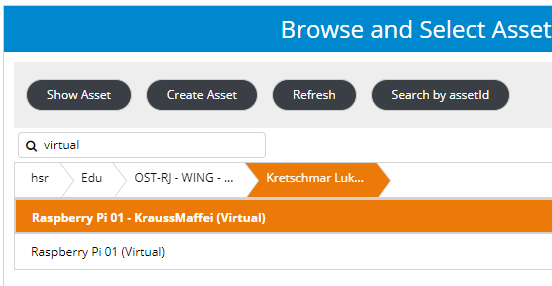 Browse and Select Asset
Show Asset Create Asset Refresh Search by assetId
virtual
hsr Edu OST-RJ - WING - ... Kretschmar Luk...
Raspberry Pi 01 - KraussMaffei (Virtual)
Raspberry Pi 01 (Virtual)